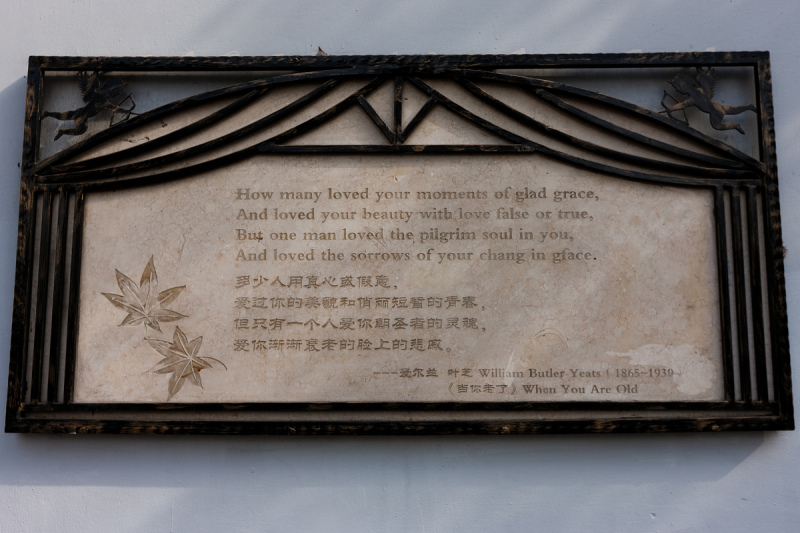 How many loved your moments of glad grace,
And loved your beauty with love false or true,
But one man loved the pilgrim soul in you,
And loved the sorrows of your chang in gface.
多少人用真心或假意,
爱过你的美貌和俏丽短暂的青春,
但只有一个人爱你朝圣者的灵魂,
爱你渐渐衰老的脸上的悲戚。
---爱尔兰 叶芝 William Butler Yeats ( 1865~1939 )
《当你老了》When You Are Old